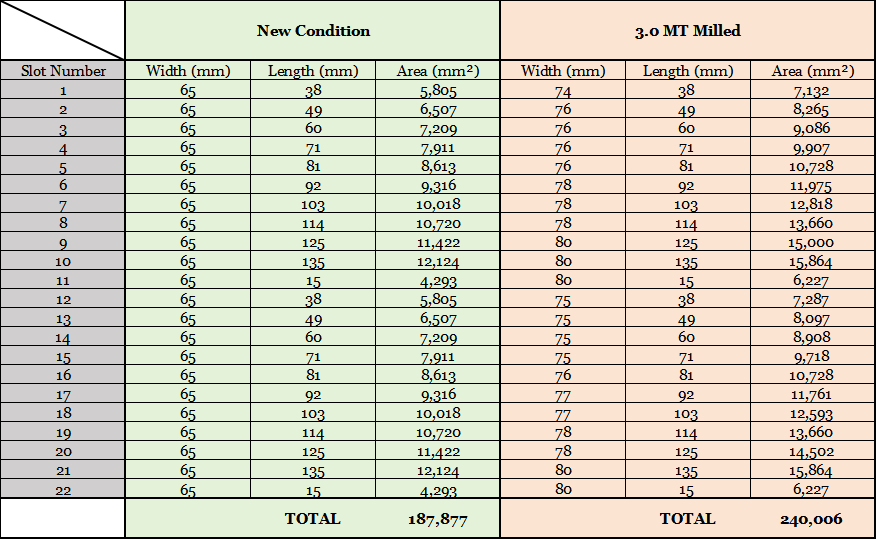 New Condition 3.0 MT Milled
Slot Number Width (mm) Length (mm) Area (mm²) Width (mm) Length (mm) Area (mm²)
1 65 38 5,805 74 38 7,132
2 65 49 6,507 76 49 8,265
3 65 60 7,209 76 60 9,086
4 65 71 7,911 76 71 9,907
5 65 81 8,613 76 81 10,728
6 65 92 9,316 78 92 11,975
7 65 103 10,018 78 103 12,818
8 65 114 10,720 78 114 13,660
9 65 125 11,422 80 125 15,000
10 65 135 12,124 80 135 15,864
11 65 15 4,293 80 15 6,227
12 65 38 5,805 75 38 7,287
13 65 49 6,507 75 49 8,097
14 65 60 7,209 75 60 8,908
15 65 71 7,911 75 71 9,718
16 65 81 8,613 76 81 10,728
17 65 92 9,316 77 92 11,761
18 65 103 10,018 77 103 12,593
19 65 114 10,720 78 114 13,660
20 65 125 11,422 78 125 14,502
21 65 135 12,124 80 135 15,864
22 65 15 4,293 80 15 6,227
TOTAL 187,877 TOTAL 240,006